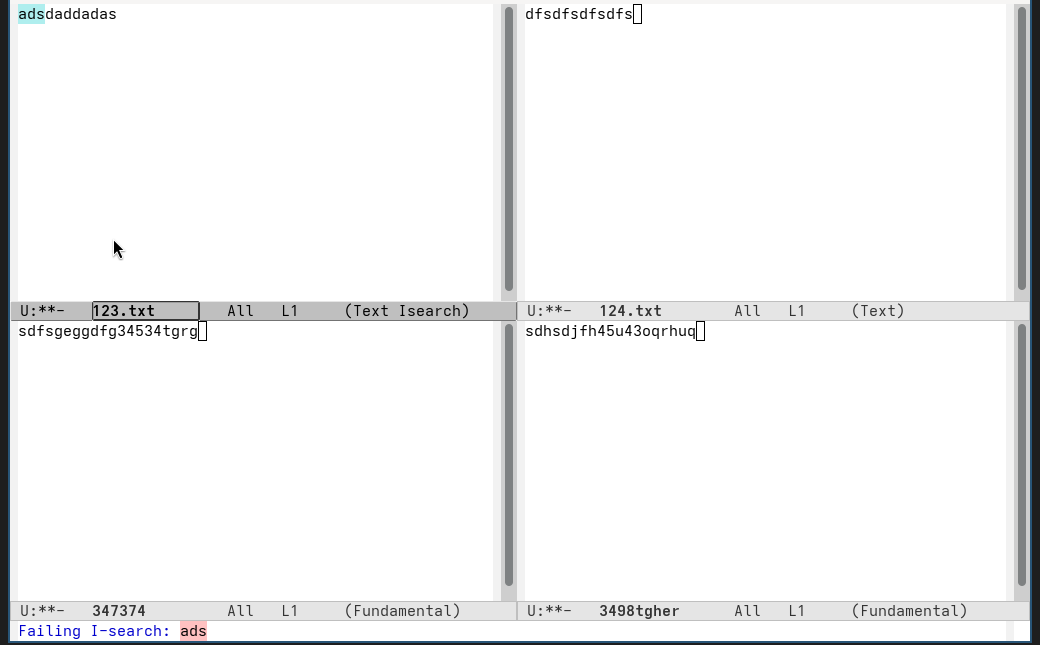 adsdaddadas
dfsdfsdfsdfs
U:**-   123.txt        All   L1     (Text Isearch)
U:**-   124.txt        All   L1     (Text)
sdfsgeggdfg34534tgrg
sdhsdjfh45u43oqrhuq
U:**-   347374         All   L1     (Fundamental)
U:**-   3498tgher      All   L1     (Fundamental)
Failing I-search: ads